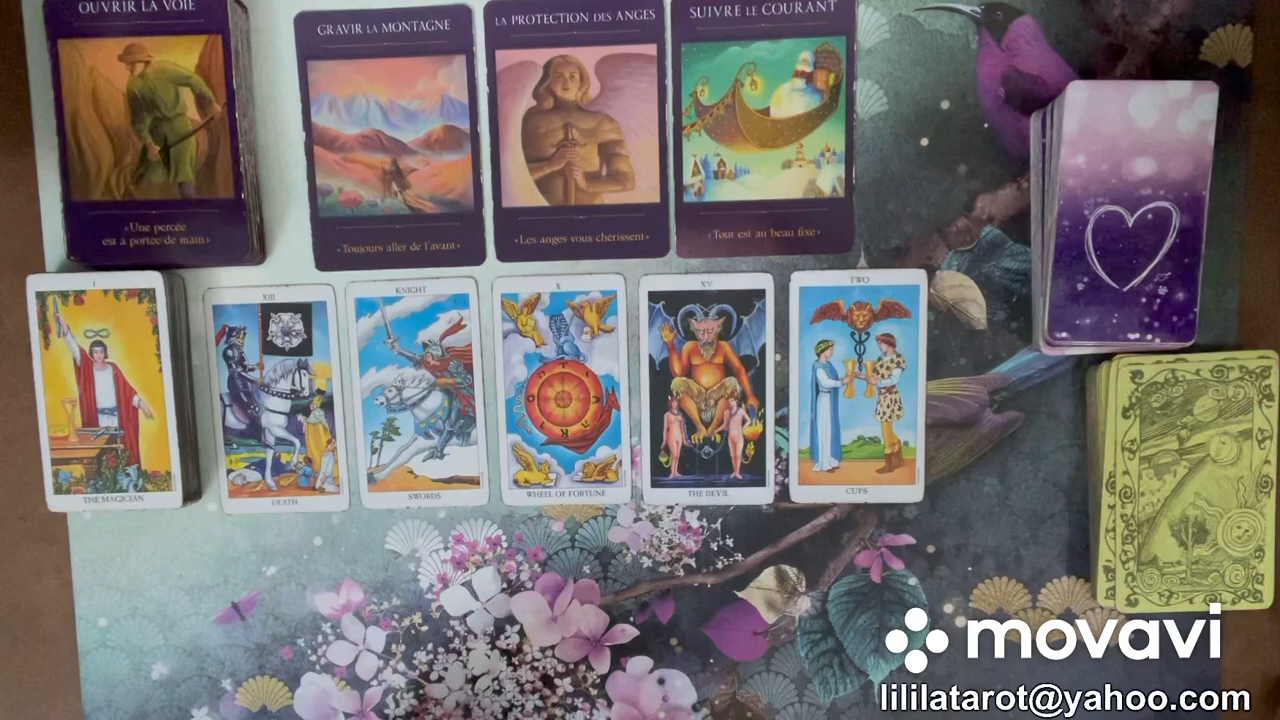 OUVRIR LA VOIE
«Une percée
est à portée de main»
GRAVIR LA MONTAGNE
«Toujours aller de l'avant»
LA PROTECTION DES ANGES
«Les anges vous chérissent»
SUIVRE LE COURANT
«Tout est au beau fixe»
I
THE MAGICIAN
XIII
DEATH
KNIGHT
SWORDS
X
WHEEL OF FORTUNE
XV
THE DEVIL
TWO
CUPS
movavi
lililatarot@yahoo.com